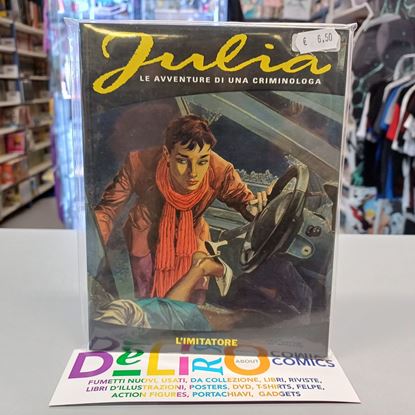 Julia
€ 6,50
LE AVVENTURE DI UNA CRIMINOLOGA
L'IMITATORE
DèLiRiO
ABOUT
COMICS
FUMETTI NUOVI, USATI, DA COLLEZIONE, LIBRI, RIVISTE,
LIBRI D'ILLUSTRAZIONI, POSTERS, DVD, T-SHIRTS, FELPE,
ACTION FIGURES, PORTACHIAVI, GADGETS